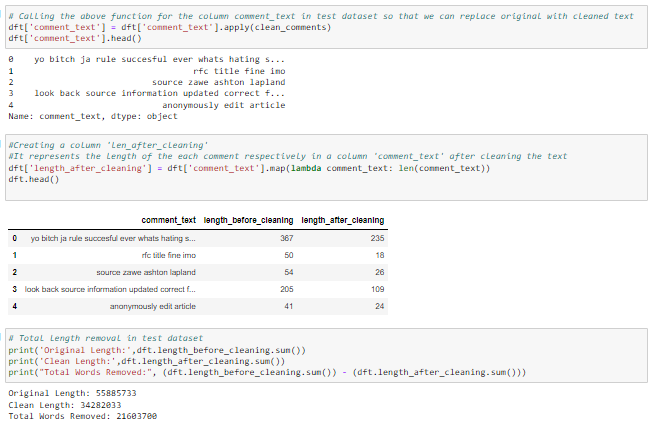 # Calling the above function for the column comment_text in test dataset so that we can replace original with cleaned text
dft['comment_text'] = dft['comment_text'].apply(clean_comments)
dft['comment_text'].head()
0 yo bitch ja rule succesful ever whats hating s...
1 rfc title fine imo
2 source zawe ashton lapland
3 look back source information updated correct f...
4 anonymously edit article
Name: comment_text, dtype: object
#Creating a column 'len_after_cleaning'
#It represents the length of the each comment respectively in a column 'comment_text' after cleaning the text
dft['length_after_cleaning'] = dft['comment_text'].map(lambda comment_text: len(comment_text))
dft.head()
comment_text length_before_cleaning length_after_cleaning
0 yo bitch ja rule succesful ever whats hating s... 367 235
1 rfc title fine imo 50 18
2 source zawe ashton lapland 54 26
3 look back source information updated correct f... 205 109
4 anonymously edit article 41 24
# Total length removal in test dataset
print('Original Length:',dft.length_before_cleaning.sum())
print('Clean Length:',dft.length_after_cleaning.sum())
print("Total Words Removed:", (dft.length_before_cleaning.sum()) - (dft.length_after_cleaning.sum()))
Original Length: 55885733
Clean Length: 34282033
Total Words Removed: 21603700